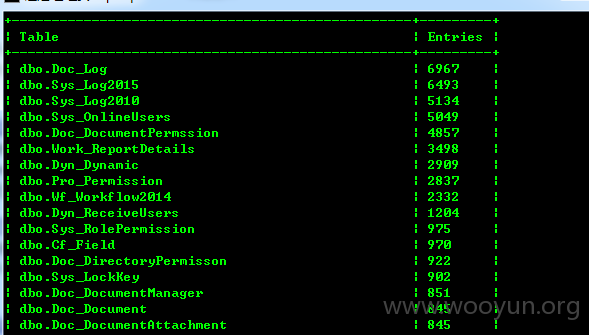 Table Entries
dbo.Doc_Log 6967
dbo.Sys_Log2015 6493
dbo.Sys_Log2010 5134
dbo.Sys_OnlineUsers 5049
dbo.Doc_DocumentPermssion 4857
dbo.Work_ReportDetails 3498
dbo.Dyn_Dynamic 2909
dbo.Pro_Permission 2837
dbo.Wf_Workflow2014 2332
dbo.Dyn_ReceiveUsers 1204
dbo.Sys_RolePermission 975
dbo.Cf_Field 970
dbo.Doc_DirectoryPermisson 922
dbo.Sys_LockKey 902
dbo.Doc_DocumentManager 851
dbo.Doc_Document 845
dbo.Doc_DocumentAttachment 845
www.wooyun.org